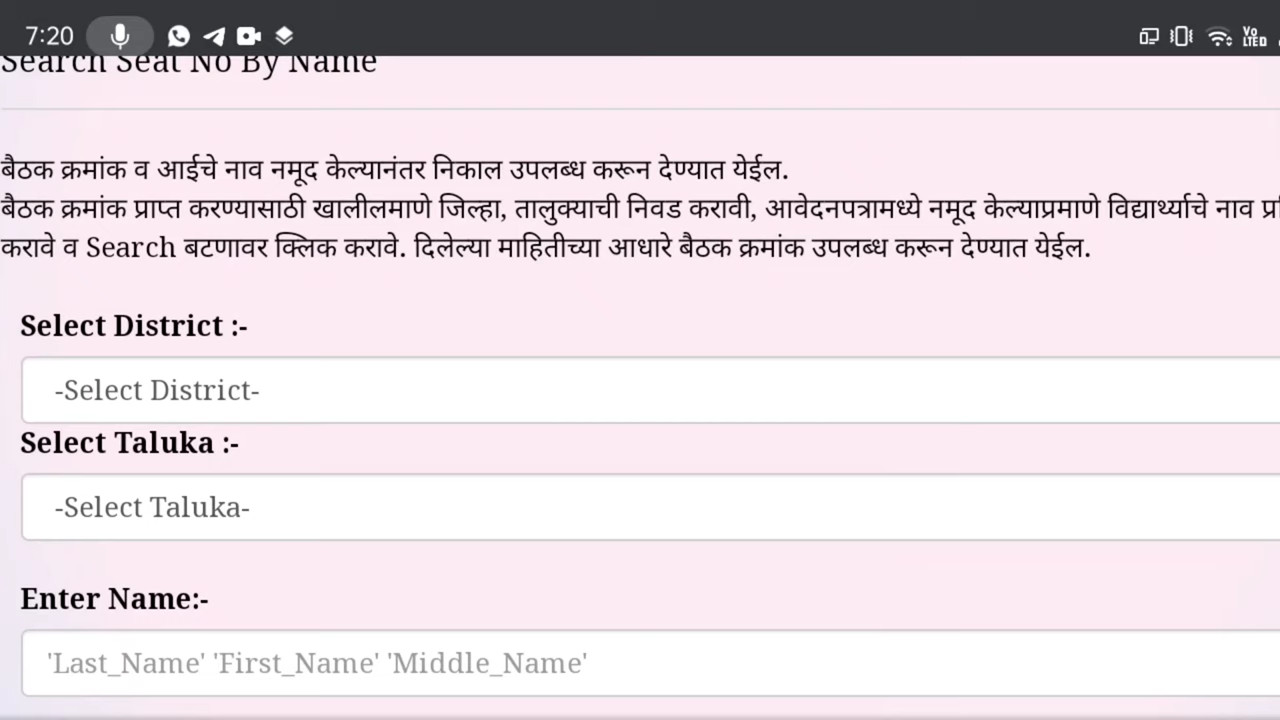 7:20
Vo LTED
Search Seat No By Name
बैठक क्रमांक व आईचे नाव नमूद केल्यानंतर निकाल उपलब्ध करून देण्यात येईल.
बैठक क्रमांक प्राप्त करण्यासाठी खालीलमाणे जिल्हा, तालुक्याची निवड करावी, आवेदनपत्रामध्ये नमूद केल्याप्रमाणे विद्यार्थ्याचे नाव
करावे व Search बटणावर क्लिक करावे. दिलेल्या माहितीच्या आधारे बैठक क्रमांक उपलब्ध करून देण्यात येईल.
Select District :-
-Select District-
Select Taluka :-
-Select Taluka-
Enter Name:-
'Last_Name' 'First_Name' 'Middle_Name'